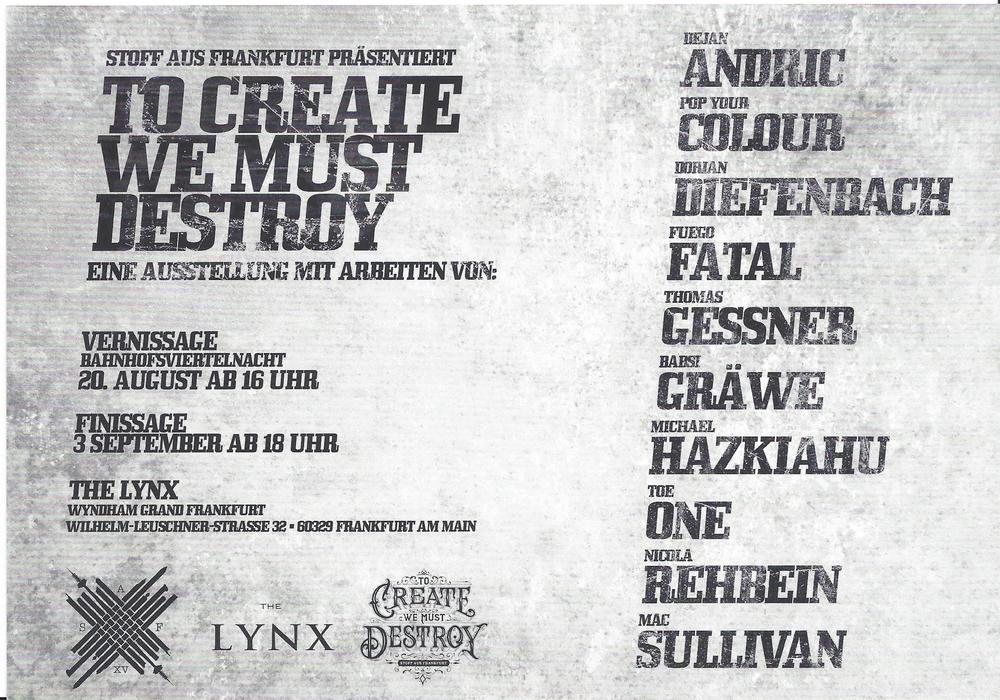 STOFF AUS FRANKFURT PRÄSENTIERT
TO CREATE
WE MUST
DESTROY
EINE AUSSTELLUNG MIT ARBEITEN VON:
VERNISSAGE
BAHNHOFSVIERTELNACHT
20. AUGUST AB 16 UHR
FINISSAGE
3 SEPTEMBER AB 18 UHR
THE LYNX
WYNDHAM GRAND FRANKFURT
WILHELM-LEUSCHNER-STRASSE 32 ▪ 60329 FRANKFURT AM MAIN
A
S F
XV
THE
LYNX
TO
CREATE
WE MUST
DESTROY
STOFF AUS FRANKFURT
DEJAN
ANDRIC
POP YOUR
COLOUR
DORIAN
DIEFENBACH
FUEGO
FATAL
THOMAS
GESSNER
BABSI
GRÄWE
MICHAEL
HAZKIAHU
TOE
ONE
NICOLA
REHBEIN
MAC
SULLIVAN